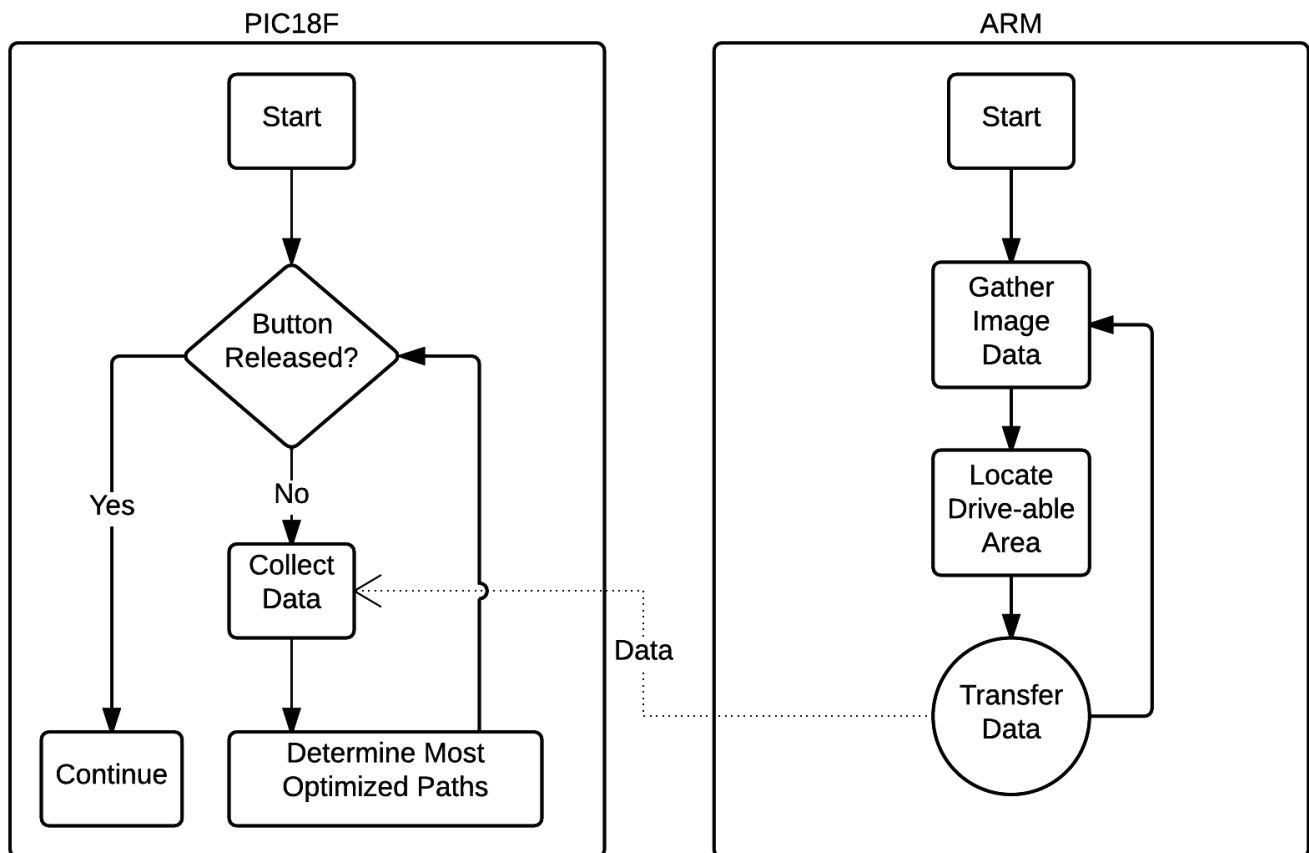 PIC18F
Start
Button
Released?
Yes
No
Collect
Data
Continue
Determine Most
Optimized Paths
Data
ARM
Start
Gather
Image
Data
Locate
Drive-able
Area
Transfer
Data